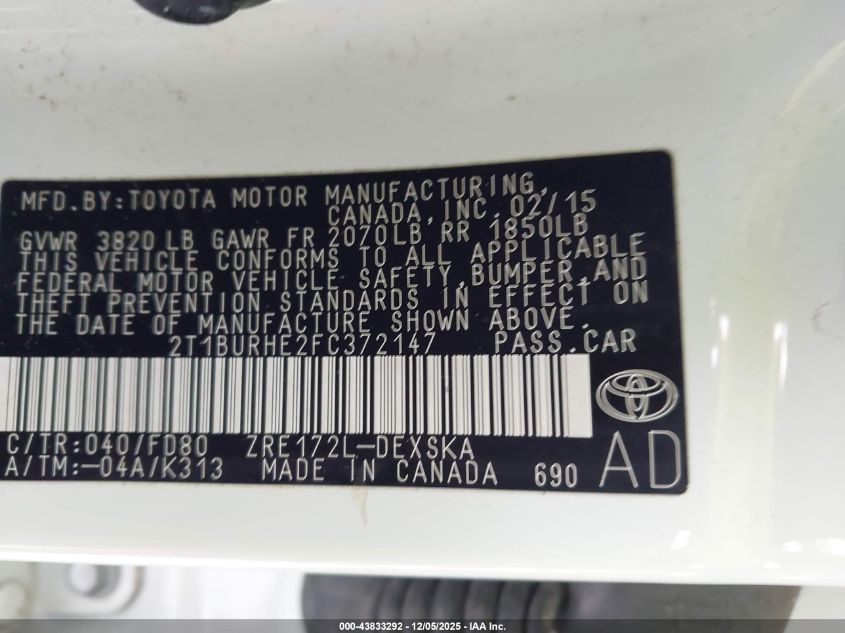 MFD.BY:TOYOTA MOTOR MANUFACTURING,
CANADA, INC. 02/15
GVWR 3820 LB GAWR FR 2070LB RR 1850LB
THIS VEHICLE CONFORMS TO ALL APPLICABLE
FEDERAL MOTOR VEHICLE SAFETY, BUMPER, AND
THEFT PREVENTION STANDARDS IN EFFECT ON
THE DATE OF MANUFACTURE SHOWN ABOVE.
2T1BURHE2FC372147 PASS.CAR
C/TR:040/FD80 ZRE172L-DEXSKA
A/TM:-04A/K313 MADE IN CANADA 690 AD
000-43833292 - 12/05/2025 - IAA Inc.